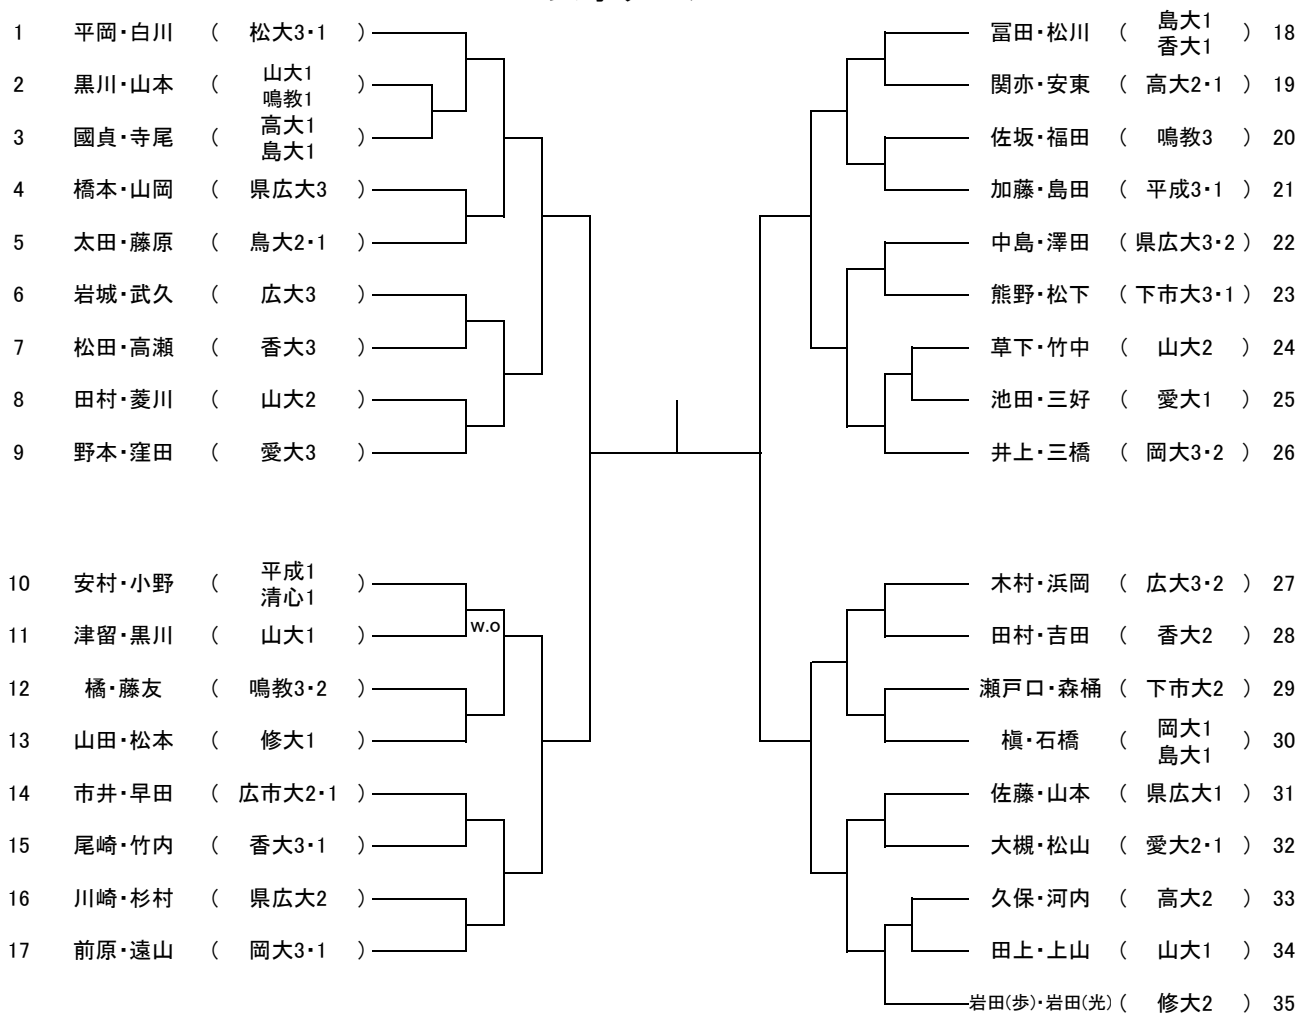 1 平岡・白川 ( 松大3・1 )
2 黒川・山本 ( 山大1 鳴教1 )
3 國貞・寺尾 ( 高大1 島大1 )
4 橋本・山岡 ( 県広大3 )
5 太田・藤原 ( 鳥大2・1 )
6 岩城・武久 ( 広大3 )
7 松田・高瀬 ( 香大3 )
8 田村・菱川 ( 山大2 )
9 野本・窪田 ( 愛大3 )
10 安村・小野 ( 平成1 清心1 )
11 津留・黒川 ( 山大1 )
w.o
12 橘・藤友 ( 鳴教3・2 )
13 山田・松本 ( 修大1 )
14 市井・早田 ( 広市大2・1 )
15 尾崎・竹内 ( 香大3・1 )
16 川崎・杉村 ( 県広大2 )
17 前原・遠山 ( 岡大3・1 )
冨田・松川 ( 島大1 香大1 ) 18
関亦・安東 ( 高大2・1 ) 19
佐坂・福田 ( 鳴教3 ) 20
加藤・島田 ( 平成3・1 ) 21
中島・澤田 ( 県広大3・2 ) 22
熊野・松下 ( 下市大3・1 ) 23
草下・竹中 ( 山大2 ) 24
池田・三好 ( 愛大1 ) 25
井上・三橋 ( 岡大3・2 ) 26
木村・浜岡 ( 広大3・2 ) 27
田村・吉田 ( 香大2 ) 28
瀬戸口・森桶 ( 下市大2 ) 29
槇・石橋 ( 岡大1 島大1 ) 30
佐藤・山本 ( 県広大1 ) 31
大槻・松山 ( 愛大2・1 ) 32
久保・河内 ( 高大2 ) 33
田上・上山 ( 山大1 ) 34
岩田(歩)・岩田(光) ( 修大2 ) 35